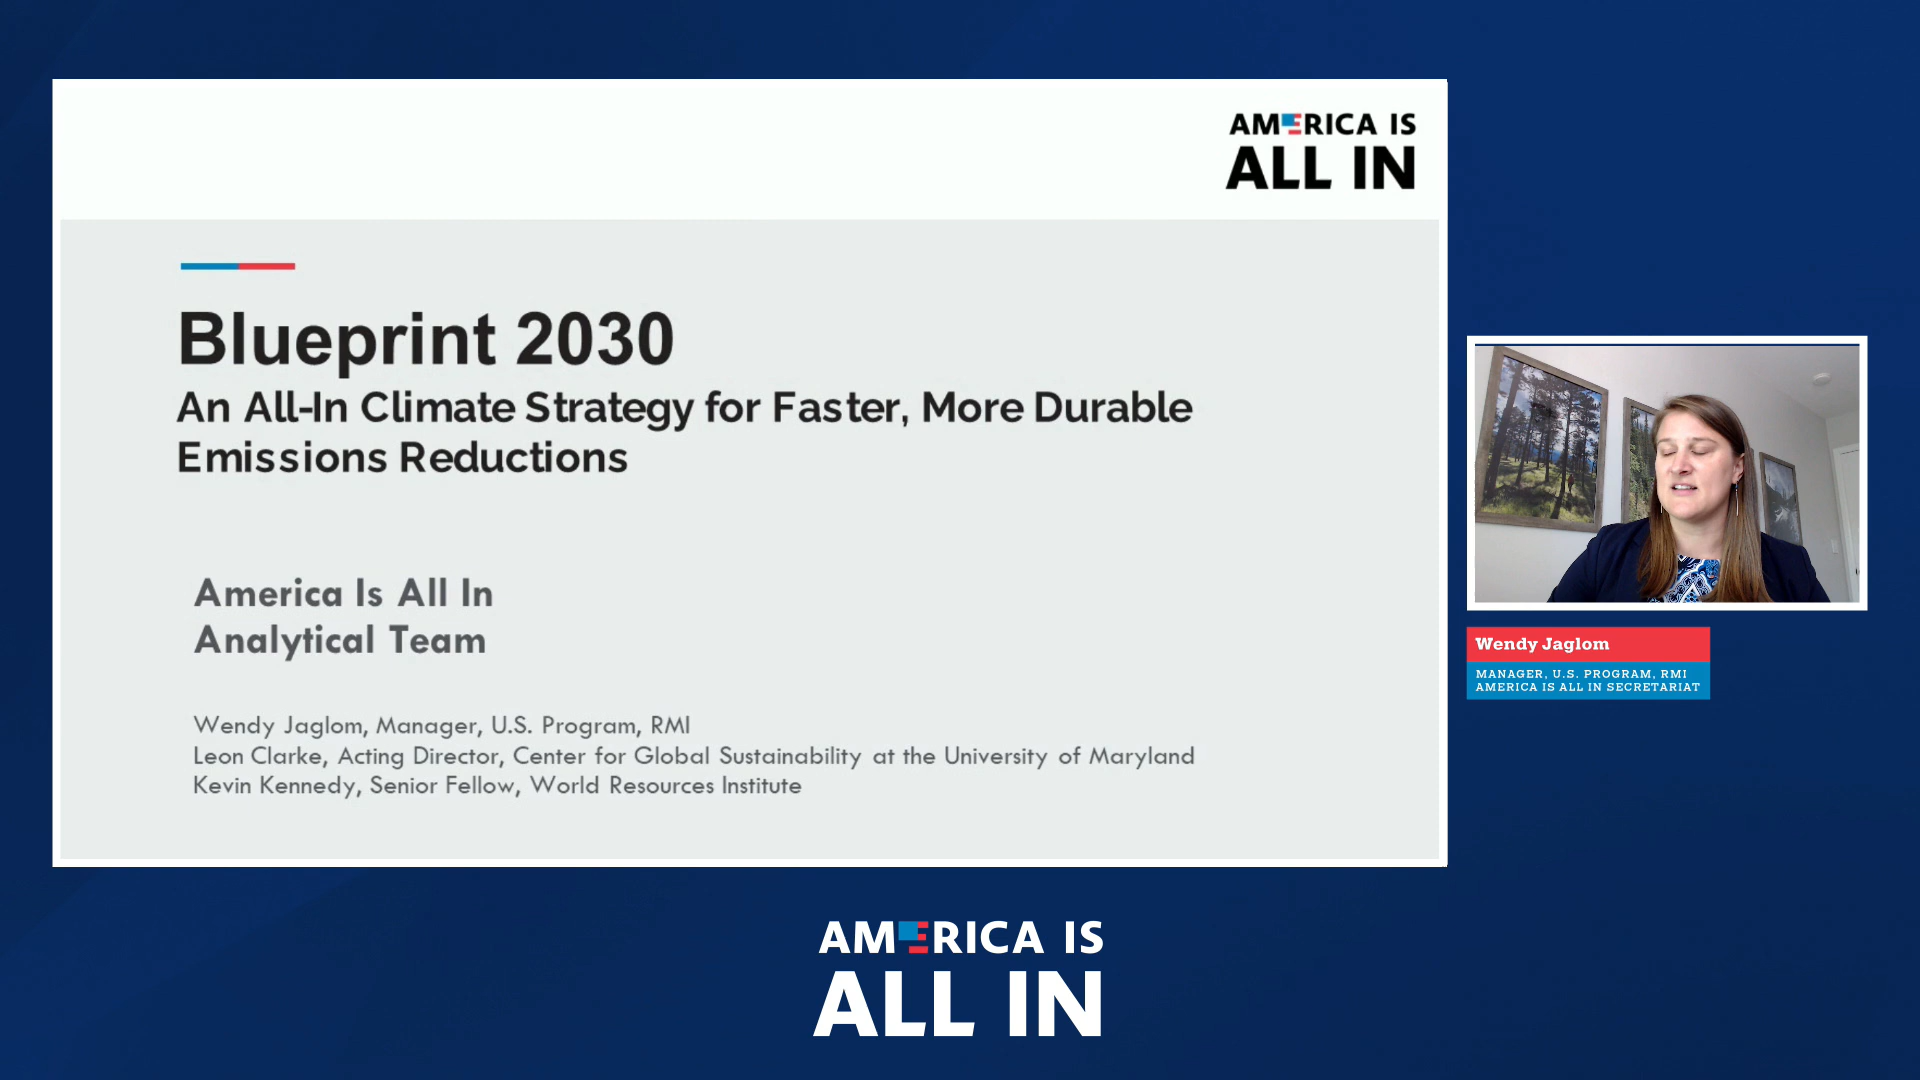 AMERICA IS
ALL IN
Blueprint 2030
An All-In Climate Strategy for Faster, More Durable
Emissions Reductions
America Is All In
Analytical Team
Wendy Jaglom, Manager, U.S. Program, RMI
Leon Clarke, Acting Director, Center for Global Sustainability at the University of Maryland
Kevin Kennedy, Senior Fellow, World Resources Institute
Wendy Jaglom
MANAGER, U.S. PROGRAM, RMI
AMERICA IS ALL IN SECRETARIAT
AMERICA IS
ALL IN